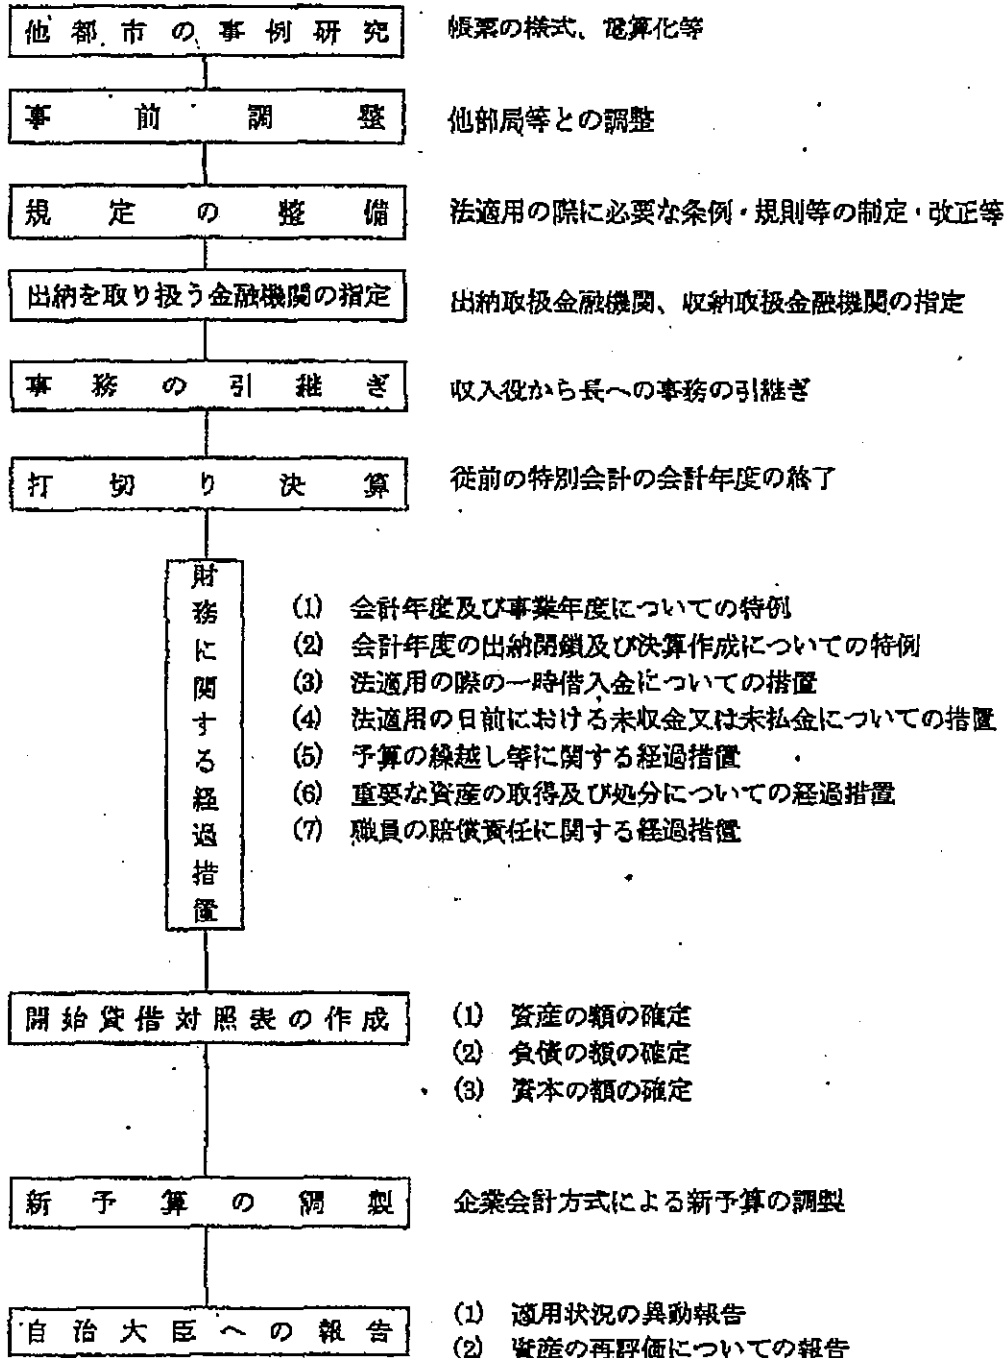 他都市の事例研究　帳票の様式、電算化等
事前調整　他部局等との調整
規定の整備　法適用の際に必要な条例・規則等の制定・改正等
出納を取り扱う金融機関の指定　出納取扱金融機関、収納取扱金融機関の指定
事務の引継ぎ　収入役から長への事務の引継ぎ
打切り決算　従前の特別会計の会計年度の終了
財務に関する経過措置
(1)　会計年度及び事業年度についての特例
(2)　会計年度の出納閉鎖及び決算作成についての特例
(3)　法適用の際の一時借入金についての措置
(4)　法適用の日前における未収金又は未払金についての措置
(5)　予算の繰越し等に関する経過措置
(6)　重要な資産の取得及び処分についての経過措置
(7)　職員の賠償責任に関する経過措置
開始貸借対照表の作成　(1)　資産の額の確定
(2)　負債の額の確定
(3)　資本の額の確定
新予算の調製　企業会計方式による新予算の調製
自治大臣への報告　(1)　適用状況の異動報告
(2)　資産の再評価についての報告